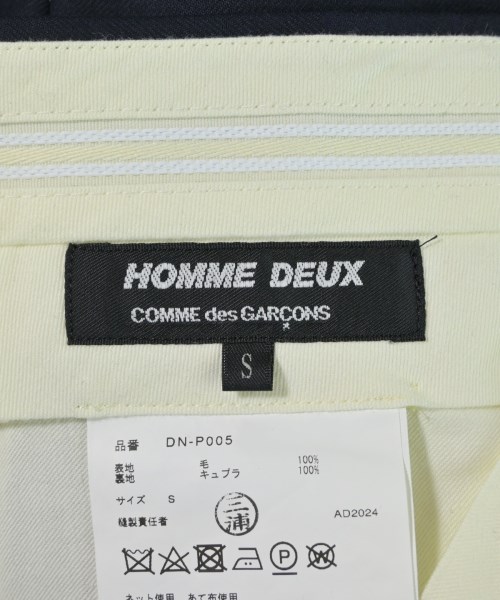 HOMME DEUX
COMME des GARÇONS
S
品番 DN-P005
表地 毛 100%
裏地 キュプラ 100%
サイズ S
縫製責任者 三浦 AD2024
P W
ネット使用 あて布使用